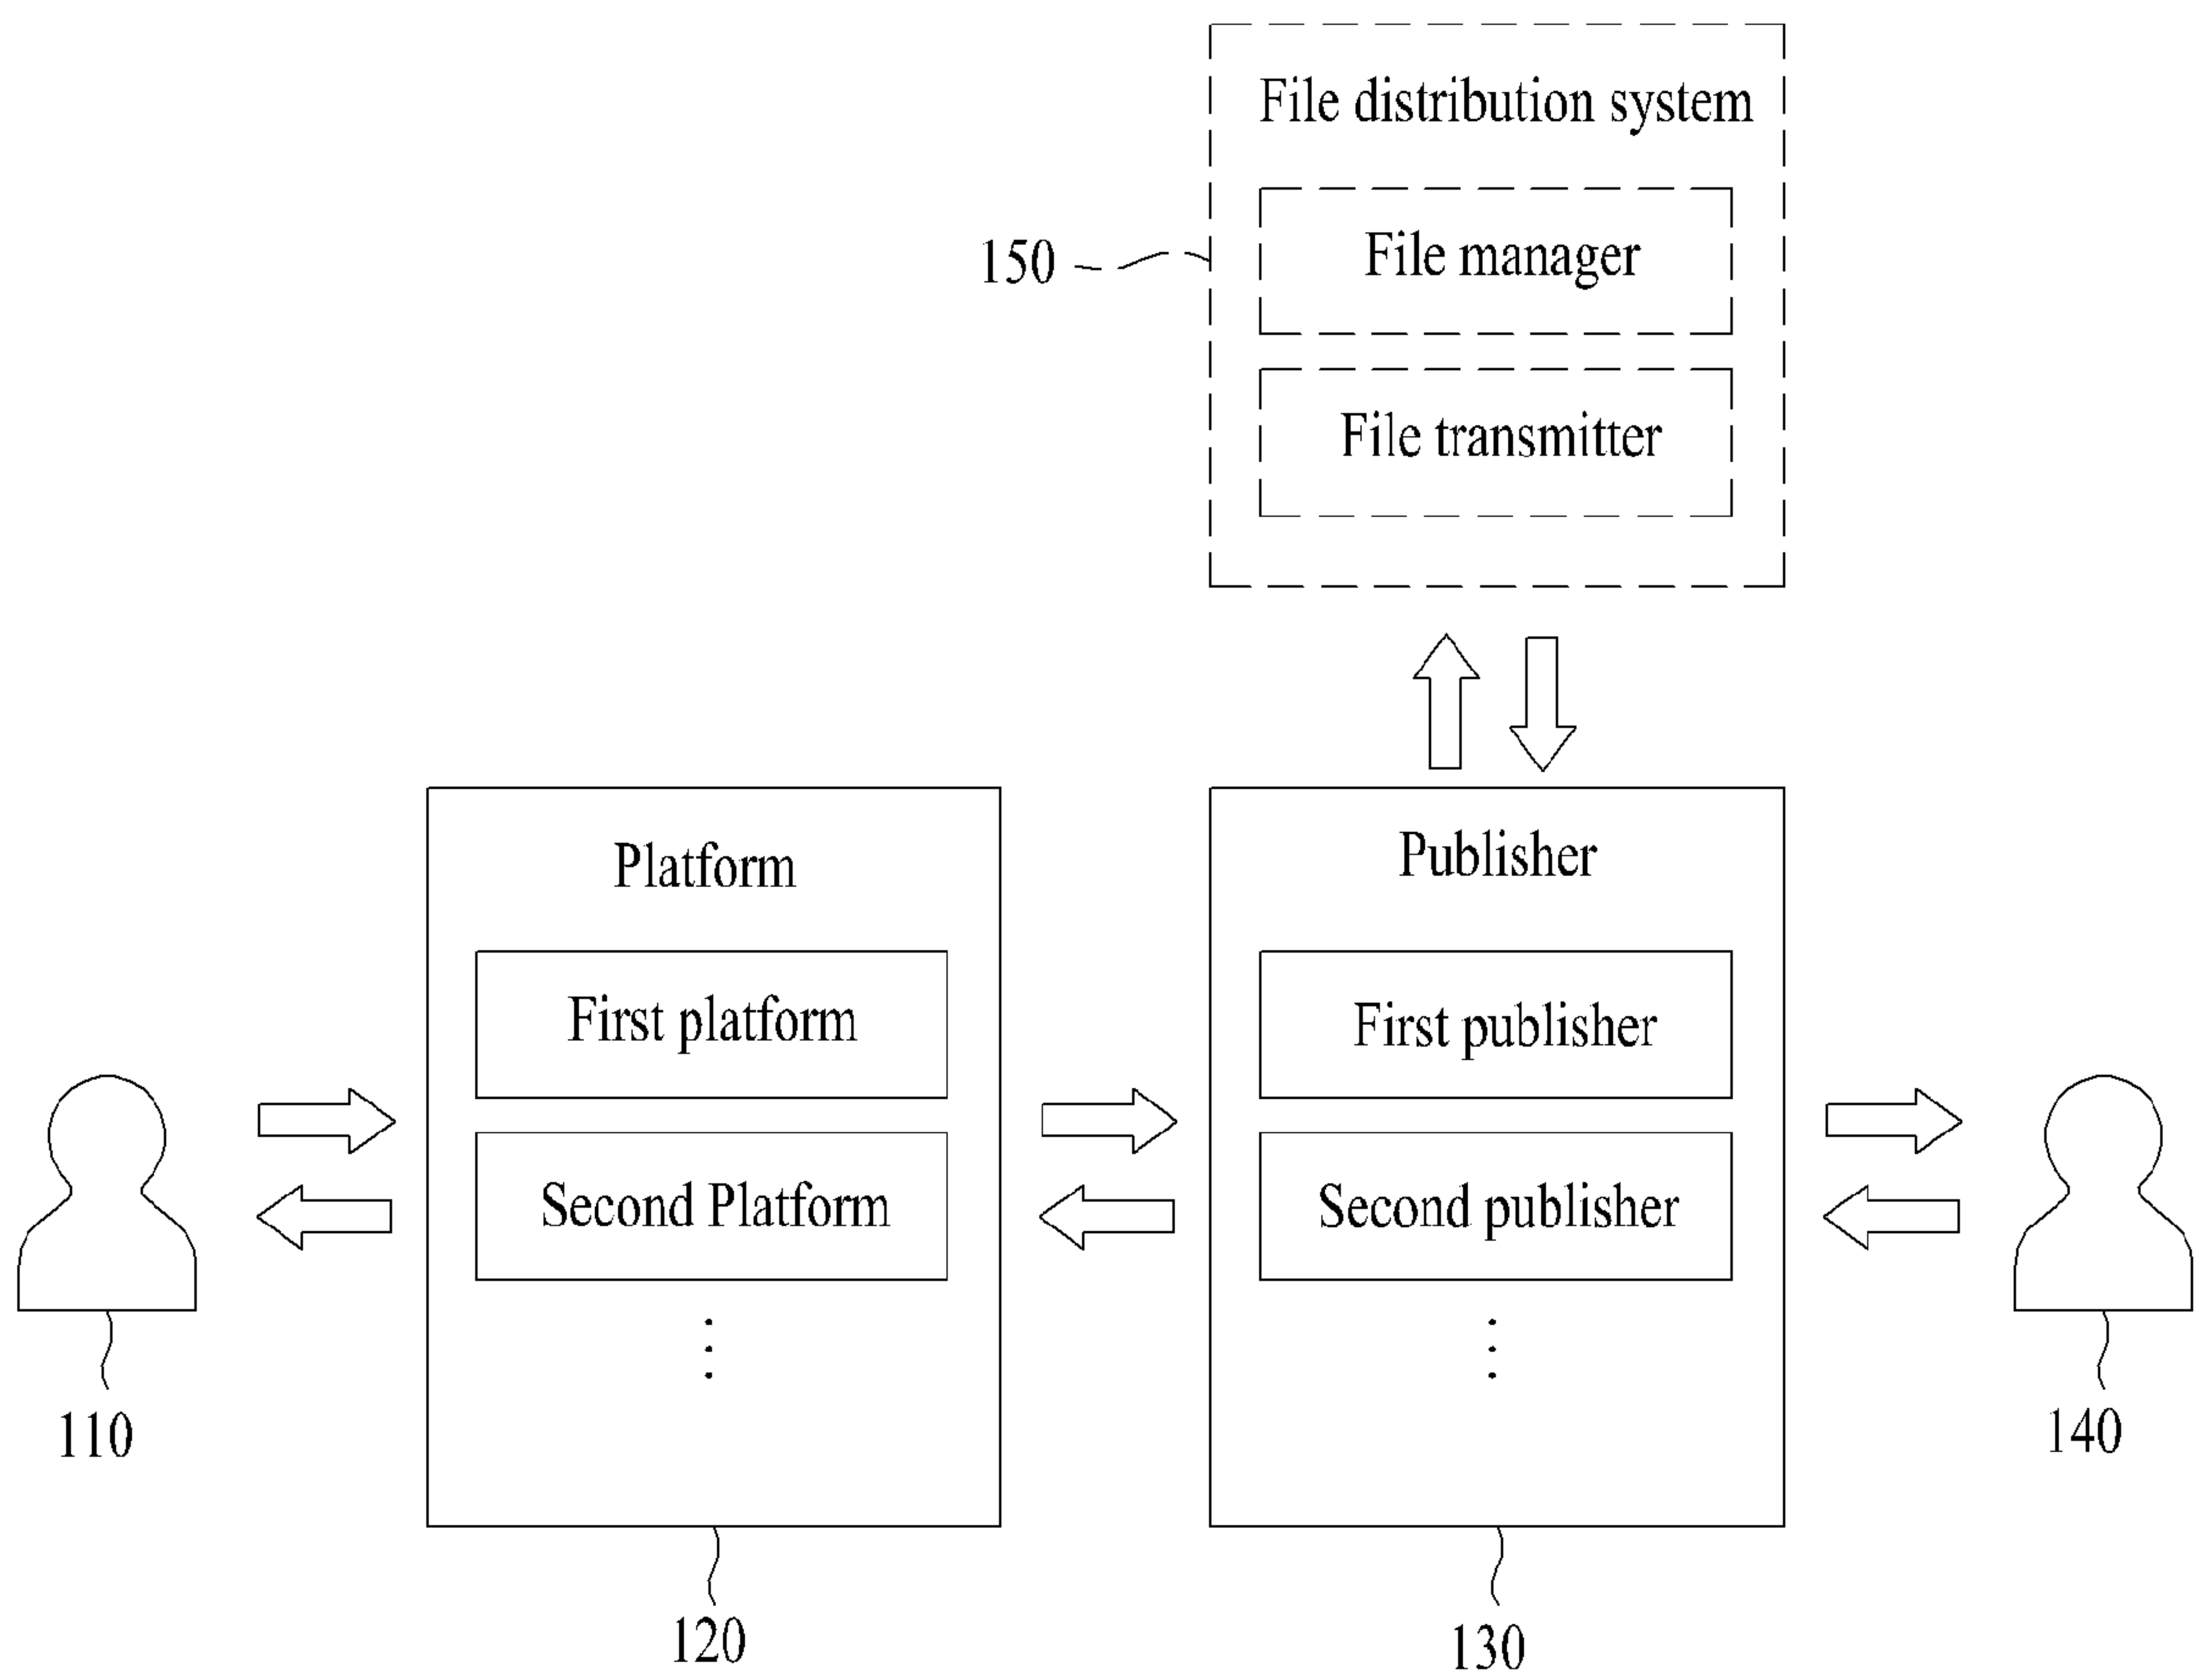 File distribution system
File manager
150
File transmitter
Platform
Publisher
First platform
First publisher
Second Platform
Second publisher
110
140
120
130